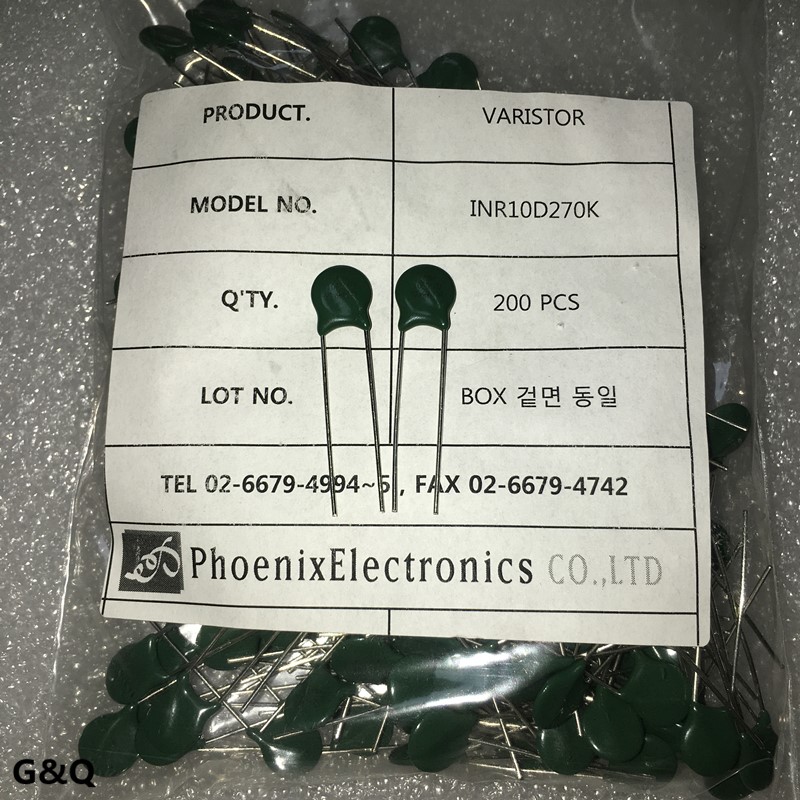 PRODUCT. VARISTOR
MODEL NO. INR10D270K
Q'TY. 200 PCS
LOT NO. BOX 겉면 동일
TEL 02-6679-4994~5 , FAX 02-6679-4742
PhoenixElectronics CO.,LTD
G&Q